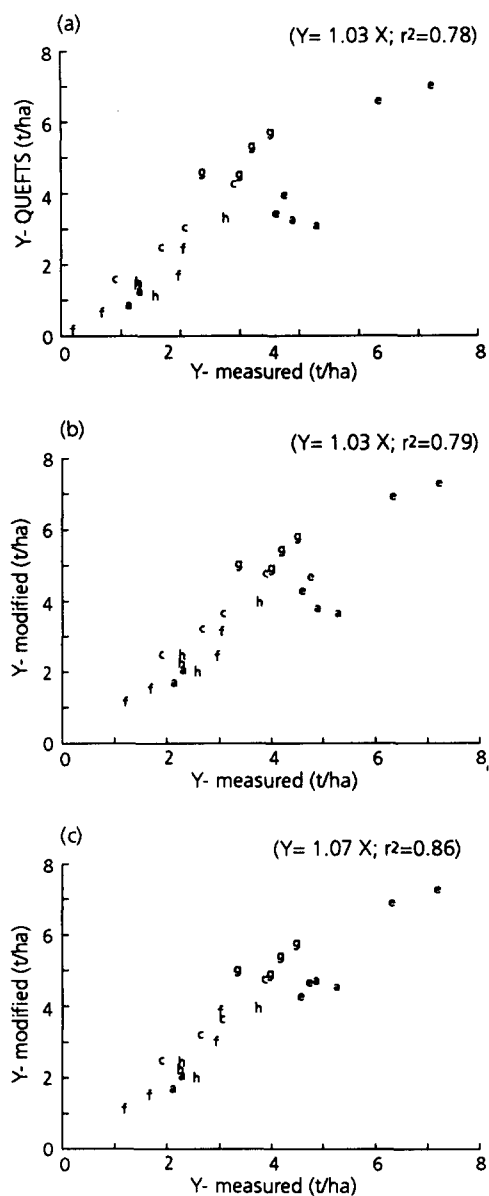 (a)
(Y= 1.03 X; r2=0.78)
8
6
4
2
0
Y- QUEFTS (t/ha)
g
g
g
g
c
h
c
c
f
f
c
h
h
a
a
h
f
f
e
e
e
e
a
a
0 2 4 6 8
Y- measured (t/ha)
(b)
(Y= 1.03 X; r2=0.79)
8
6
4
2
0
Y- modified (t/ha)
e
e
g
g
g
g
c
e
e
h
a
a
c
c
f
c
h
f
h
a
h
a
f
f
0 2 4 6 8
Y- measured (t/ha)
(c)
(Y= 1.07 X; r2=0.86)
8
6
4
2
0
Y- modified (t/ha)
e
e
g
g
g
g
c
e
a
a
e
h
f
c
c
f
c
h
h
a
h
a
f
f
0 2 4 6 8
Y- measured (t/ha)